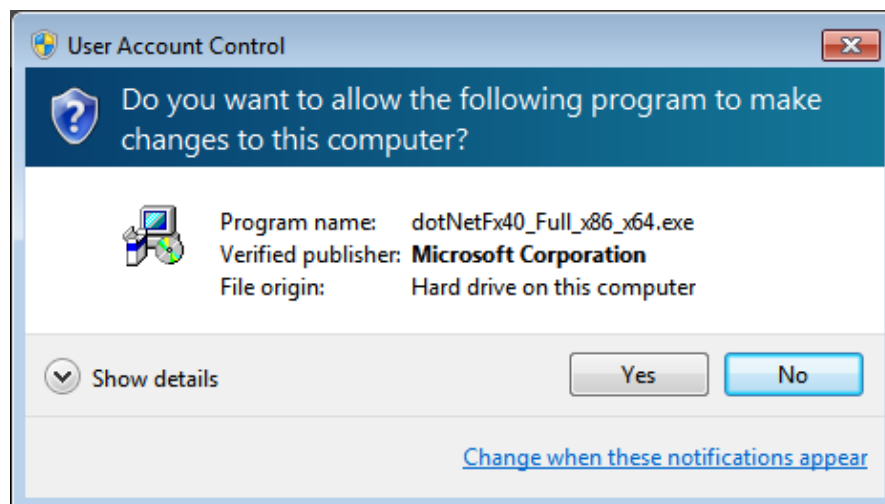 User Account Control
Do you want to allow the following program to make
changes to this computer?
Program name: dotNetFx40_Full_x86_x64.exe
Verified publisher: Microsoft Corporation
File origin: Hard drive on this computer
Show details
Yes
No
Change when these notifications appear